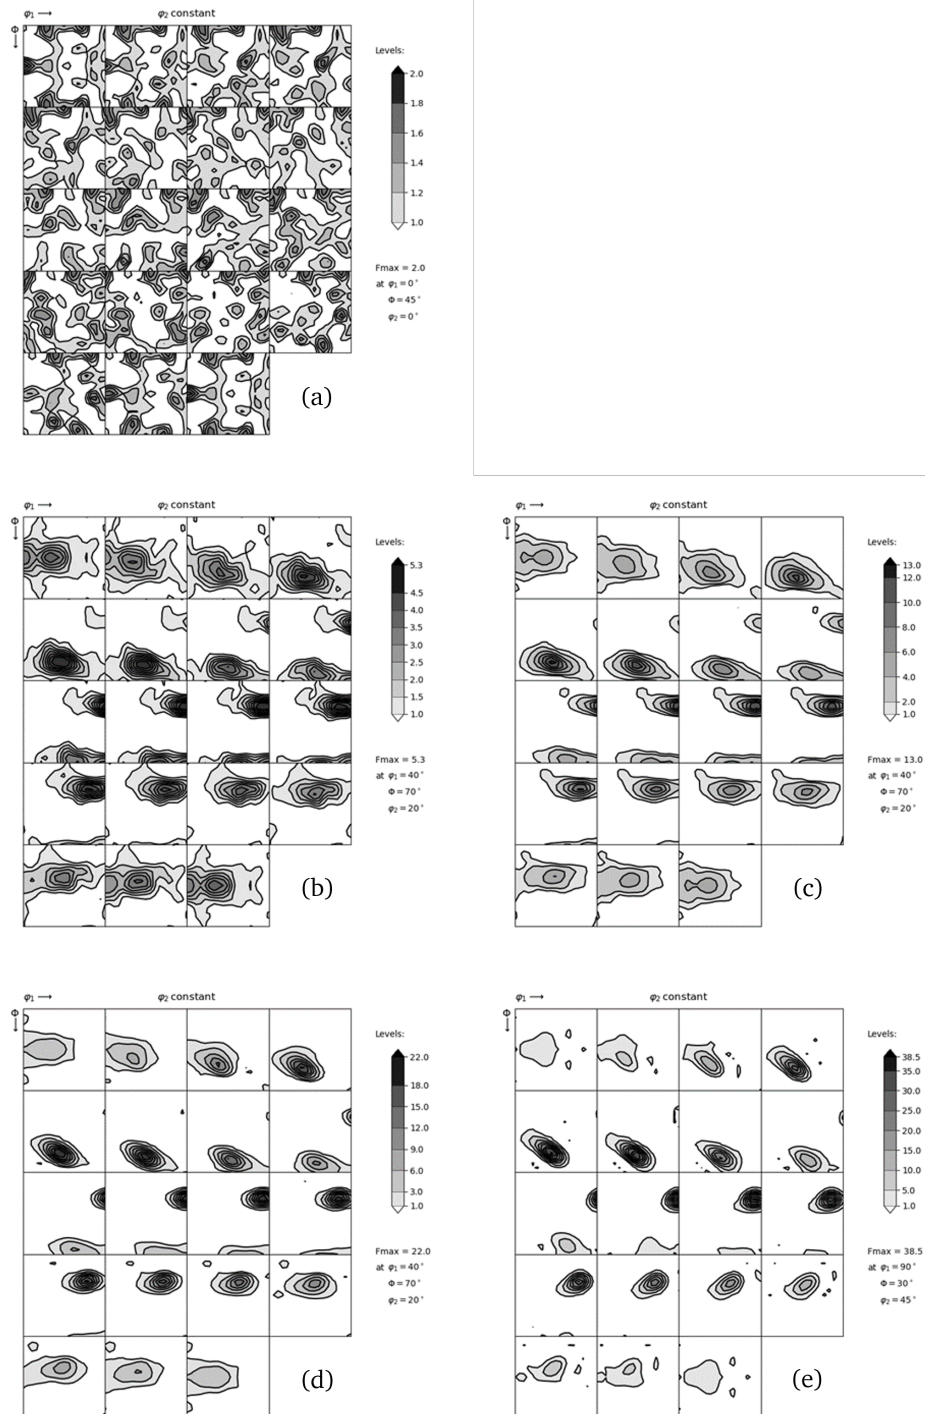 φ₁ → φ₂ constant
Φ ↓
Levels:
2.0
1.8
1.6
1.4
1.2
1.0
Fmax = 2.0
at φ₁ = 0°
Φ = 45°
φ₂ = 0°
(a)
φ₁ → φ₂ constant
Φ ↓
Levels:
5.3
4.5
4.0
3.5
3.0
2.5
2.0
1.5
1.0
Fmax = 5.3
at φ₁ = 40°
Φ = 70°
φ₂ = 20°
(b)
φ₁ → φ₂ constant
Φ ↓
Levels:
13.0
12.0
10.0
8.0
6.0
4.0
2.0
1.0
Fmax = 13.0
at φ₁ = 40°
Φ = 70°
φ₂ = 20°
(c)
φ₁ → φ₂ constant
Φ ↓
Levels:
22.0
18.0
15.0
12.0
9.0
6.0
3.0
1.0
Fmax = 22.0
at φ₁ = 40°
Φ = 70°
φ₂ = 20°
(d)
φ₁ → φ₂ constant
Φ ↓
Levels:
38.5
35.0
30.0
25.0
20.0
15.0
10.0
5.0
1.0
Fmax = 38.5
at φ₁ = 90°
Φ = 30°
φ₂ = 45°
(e)